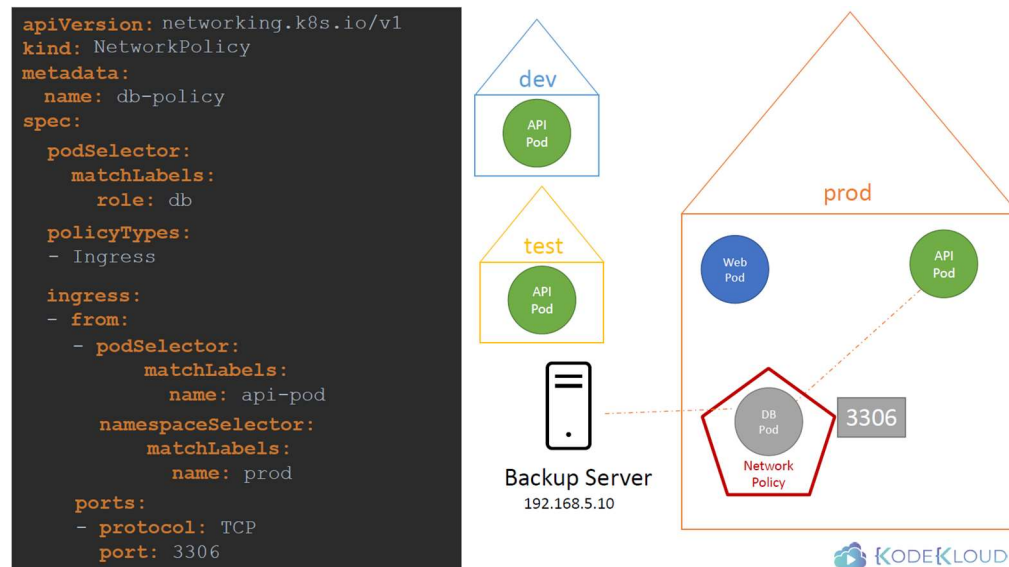 apiVersion: networking.k8s.io/v1
kind: NetworkPolicy
metadata:
  name: db-policy
spec:
  podSelector:
    matchLabels:
      role: db
  policyTypes:
  - Ingress
  ingress:
  - from:
    - podSelector:
        matchLabels:
          name: api-pod
      namespaceSelector:
        matchLabels:
          name: prod
    ports:
    - protocol: TCP
      port: 3306
dev
API
Pod
test
API
Pod
Backup Server
192.168.5.10
prod
Web
Pod
API
Pod
DB
Pod
Network
Policy
3306
KODEKLOUD